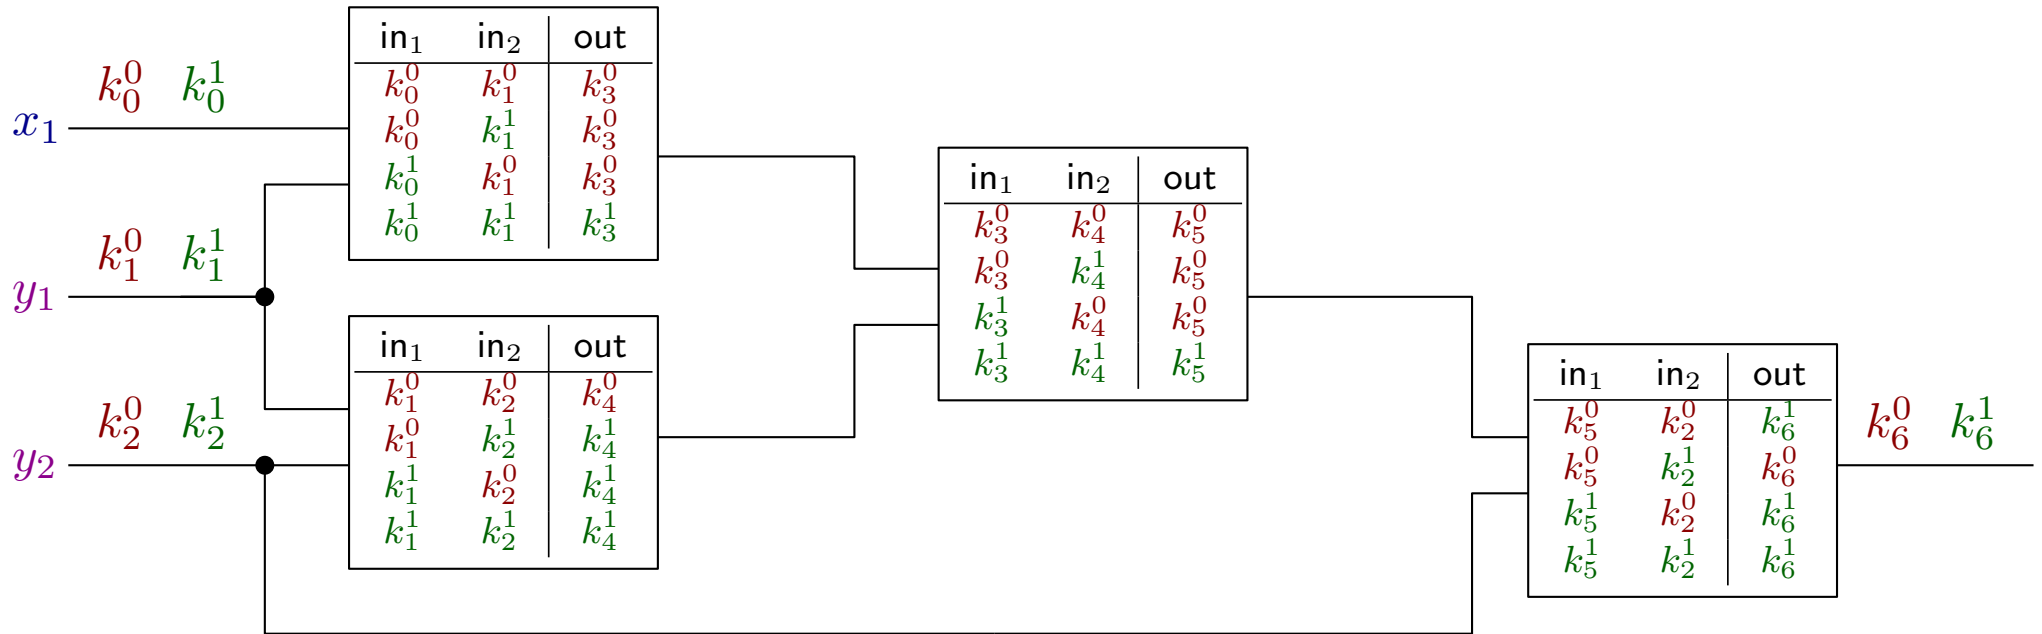 x₁ k₀⁰ k₀¹
y₁ k₁⁰ k₁¹
y₂ k₂⁰ k₂¹
in₁ in₂ out
k₀⁰ k₁⁰ k₃⁰
k₀⁰ k₁¹ k₃⁰
k₀¹ k₁⁰ k₃⁰
k₀¹ k₁¹ k₃¹
in₁ in₂ out
k₁⁰ k₂⁰ k₄⁰
k₁⁰ k₂¹ k₄¹
k₁¹ k₂⁰ k₄¹
k₁¹ k₂¹ k₄¹
in₁ in₂ out
k₃⁰ k₄⁰ k₅⁰
k₃⁰ k₄¹ k₅⁰
k₃¹ k₄⁰ k₅⁰
k₃¹ k₄¹ k₅¹
in₁ in₂ out
k₅⁰ k₂⁰ k₆¹
k₅⁰ k₂¹ k₆⁰
k₅¹ k₂⁰ k₆¹
k₅¹ k₂¹ k₆¹
k₆⁰ k₆¹